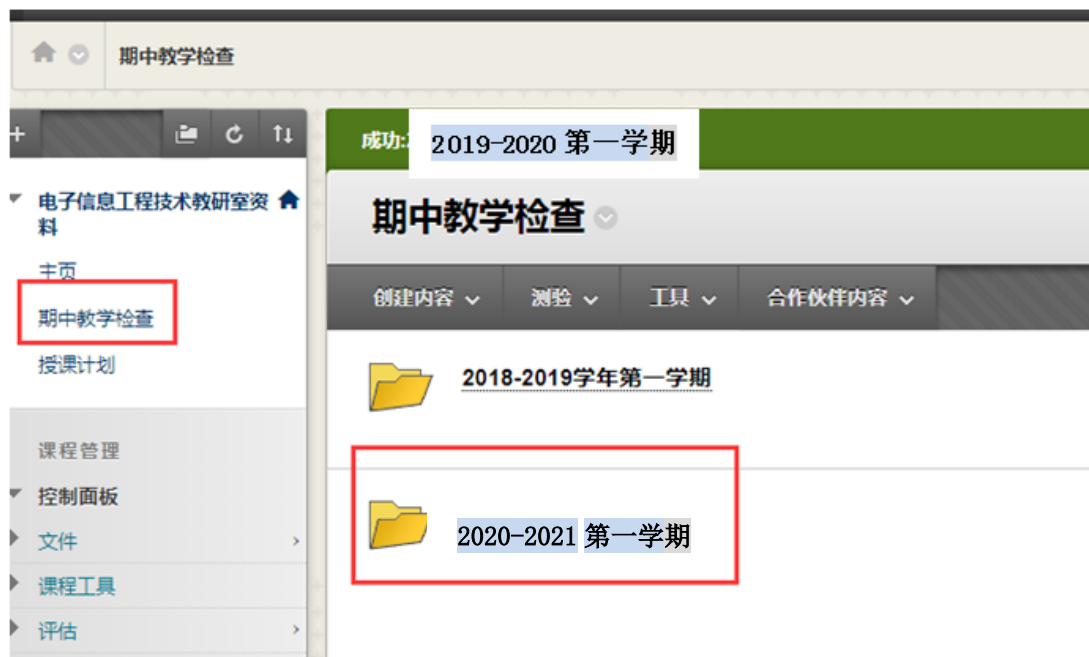 期中教学检查
成功:
2019-2020 第一学期
电子信息工程技术教研室资
料
主页
期中教学检查
授课计划
课程管理
控制面板
文件
课程工具
评估
期中教学检查
创建内容 测验 工具 合作伙伴内容
2018-2019学年第一学期
2020-2021 第一学期